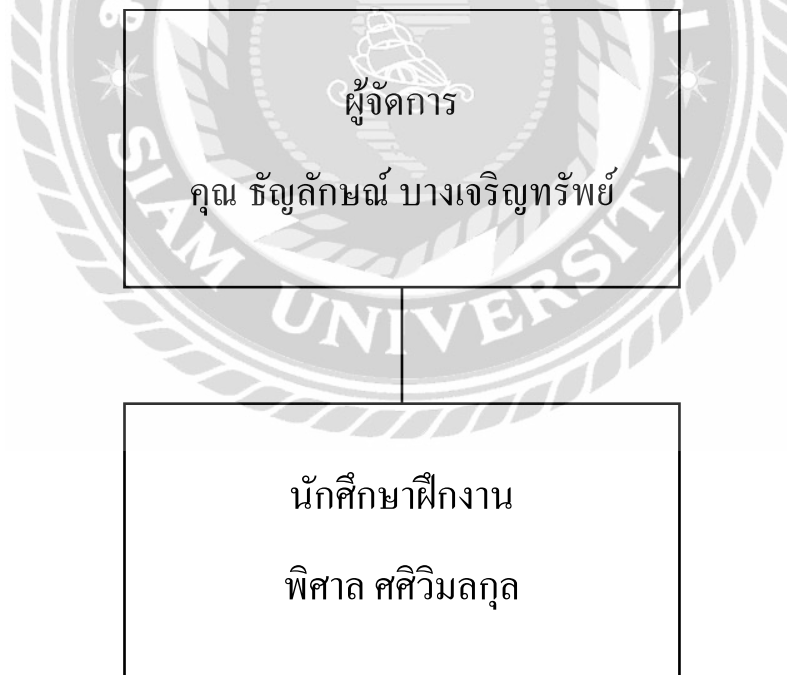 ผู้จัดการ
คุณ ธัญลักษณ์ บางเจริญทรัพย์
SIAM UNIVERSITY
นักศึกษาฝึกงาน
พิศาล ศศิวิมลกุล